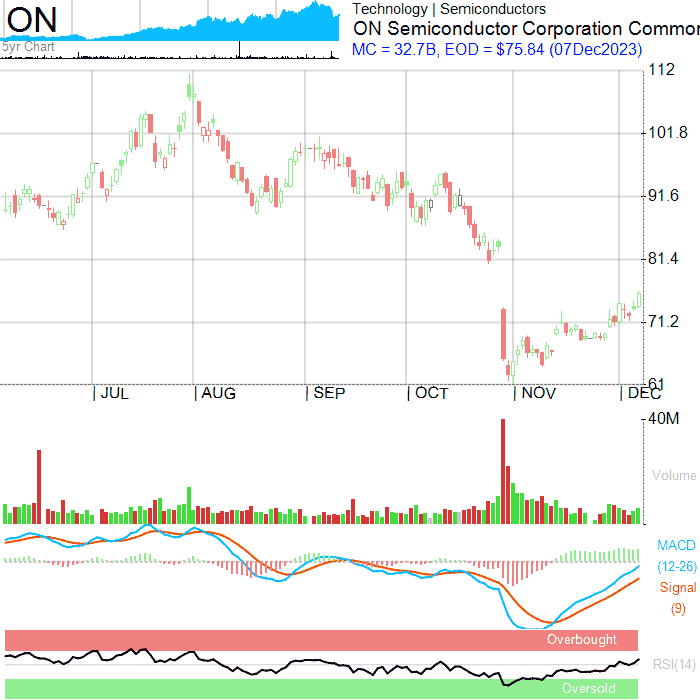 ON
5yr Chart
Technology | Semiconductors
ON Semiconductor Corporation Common
MC = 32.7B, EOD = $75.84 (07Dec2023)
112
101.8
91.6
81.4
71.2
61
| JUL | AUG | SEP | OCT | NOV | DEC
40M
Volume
MACD
(12-26)
Signal
(9)
Overbought
RSI(14)
Oversold